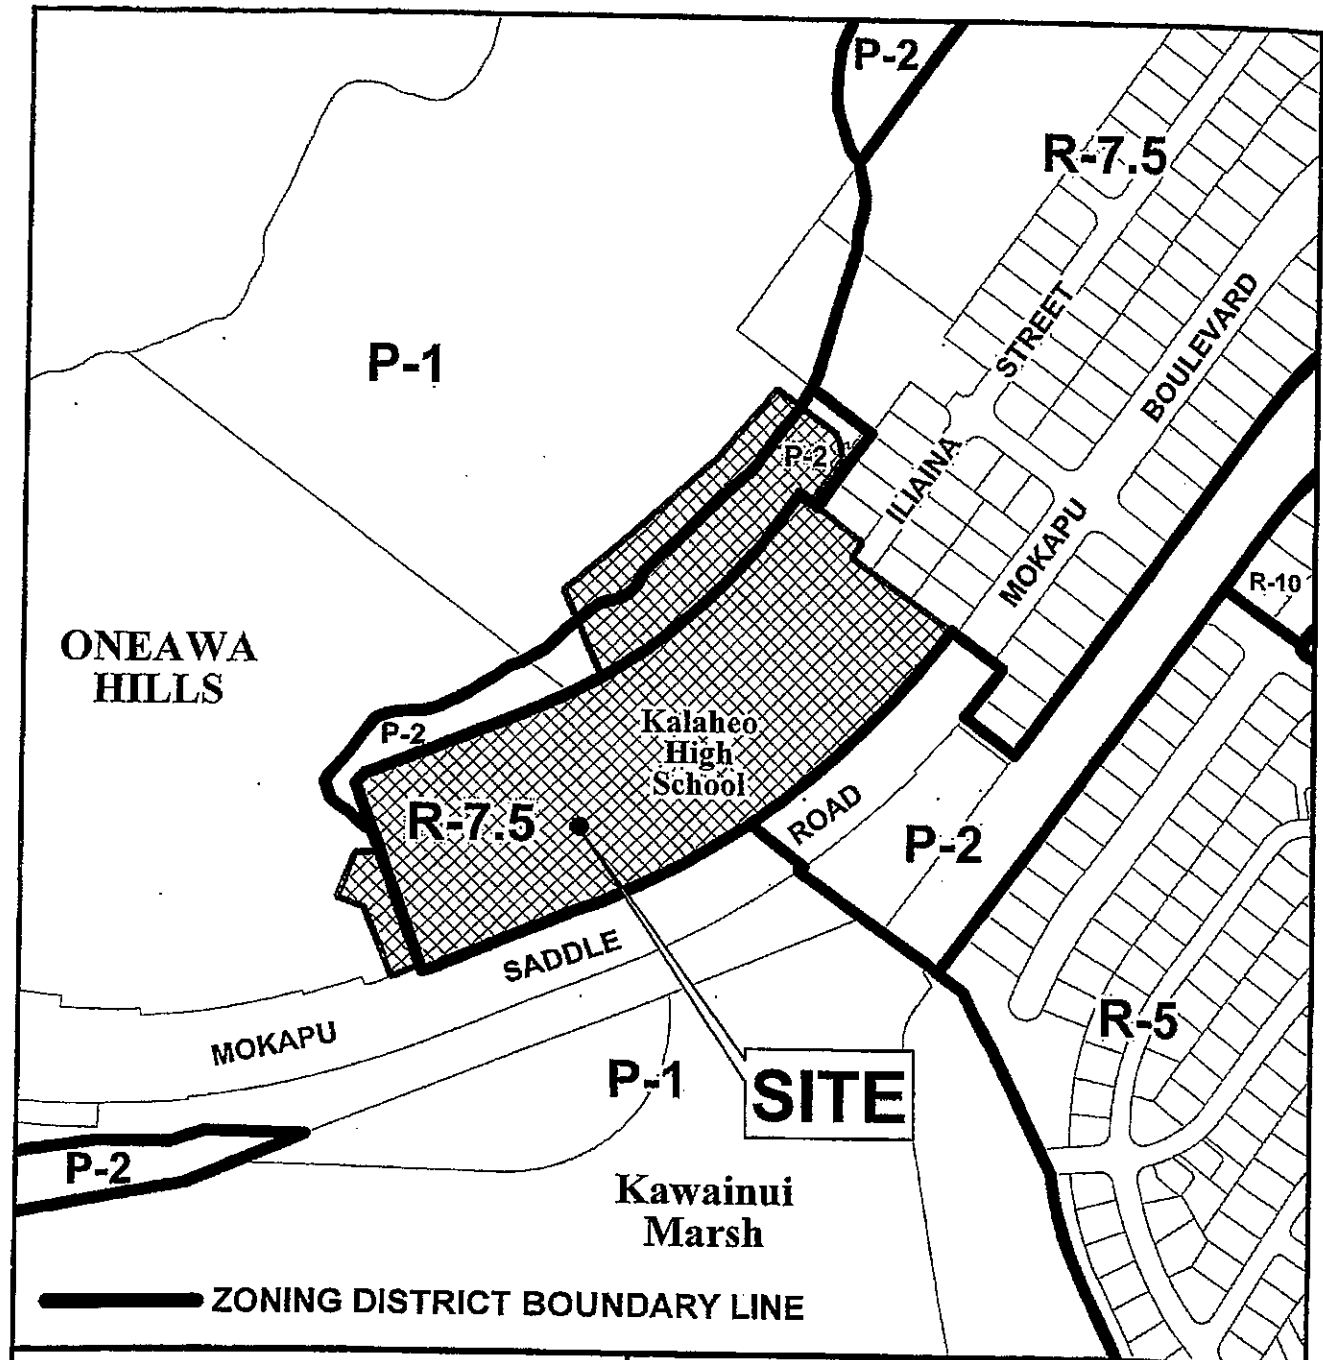 P-2
R-7.5
STREET
BOULEVARD
P-1
P-2
ILIAINA
MOKAPU
R-10
ONEAWA
HILLS
P-2
Kalaheo
High
School
R-7.5
ROAD
P-2
SADDLE
MOKAPU
R-5
P-1
SITE
P-2
Kawainui
Marsh
ZONING DISTRICT BOUNDARY LINE